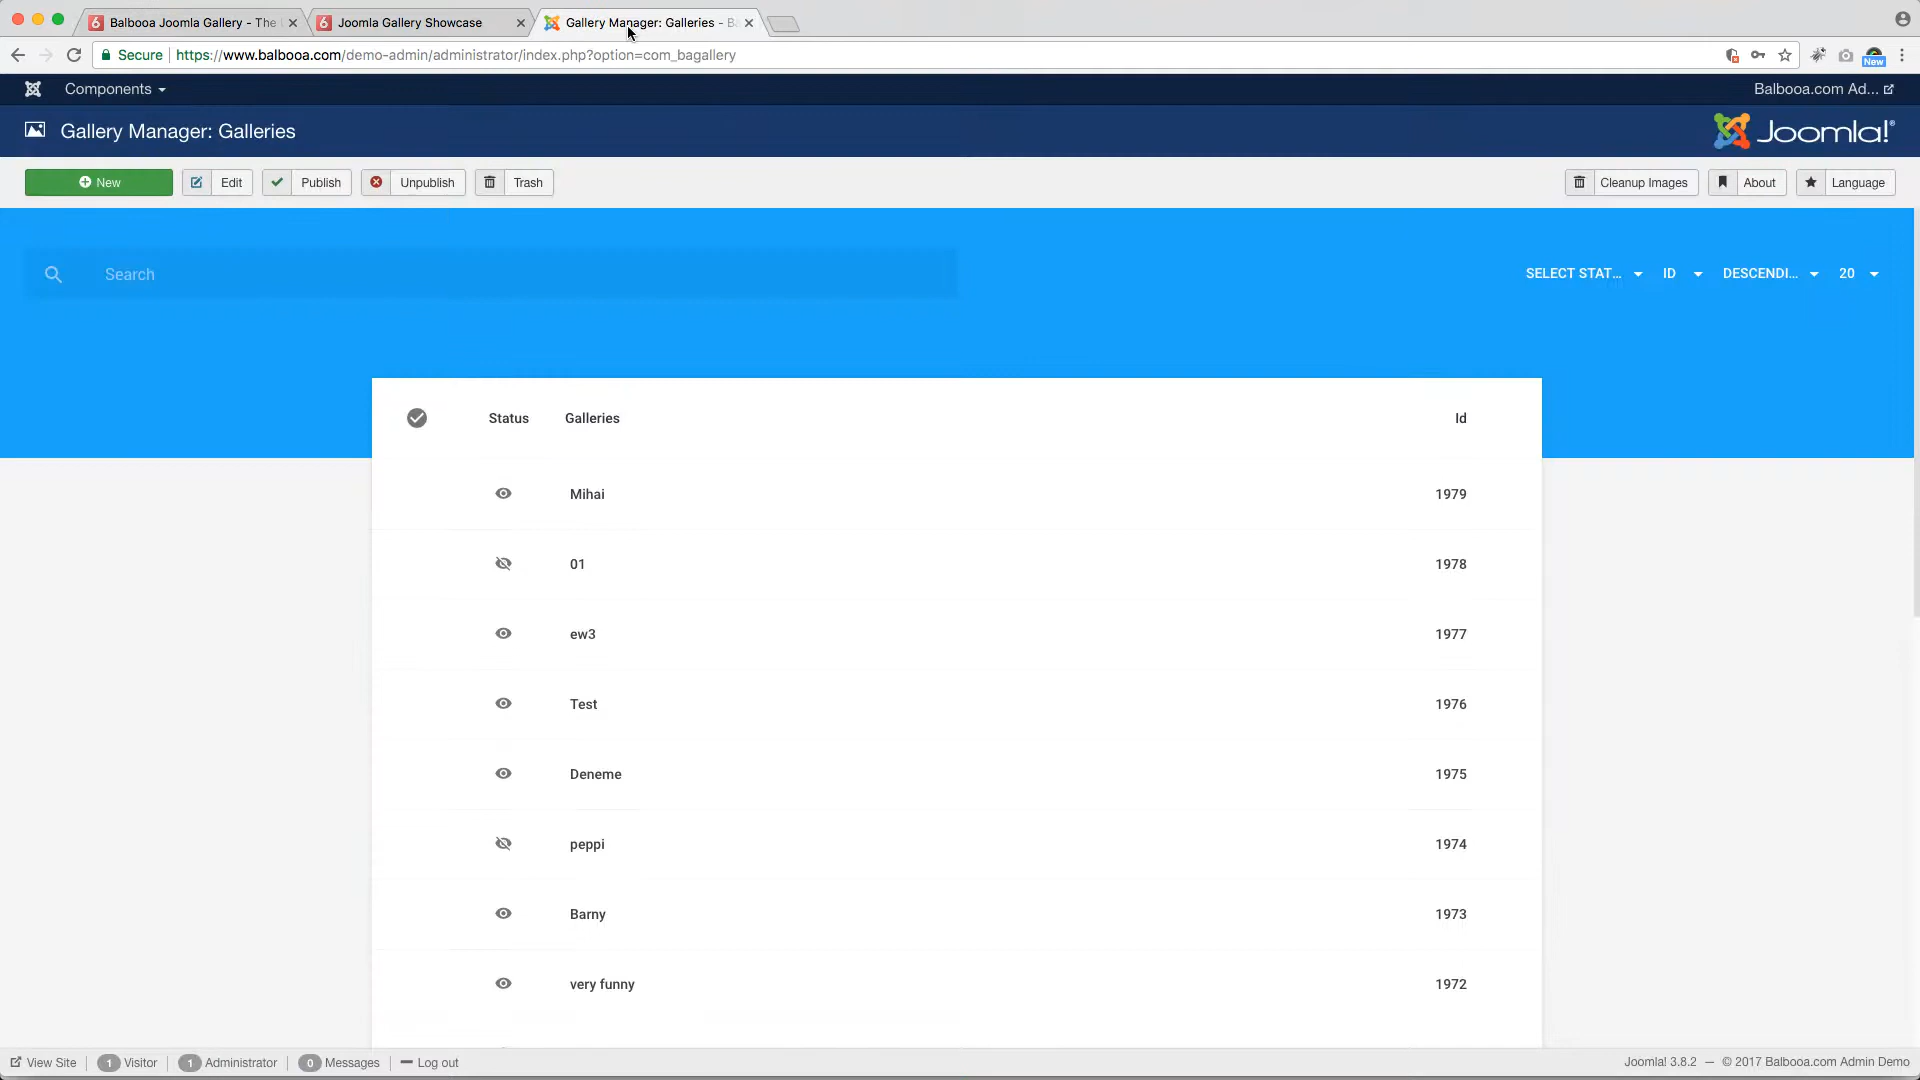 Balbooa Joomla Gallery - The
Joomla Gallery Showcase
Gallery Manager: Galleries - B
Secure
https://www.balbooa.com/demo-admin/administrator/index.php?option=com_bagallery
New
Components
Balbooa.com Ad...
Gallery Manager: Galleries
Joomla!®
New
Edit
Publish
Unpublish
Trash
Cleanup Images
About
Language
Search
SELECT STAT...
ID
DESCENDI...
20
Status Galleries Id
Mihai 1979
01 1978
ew3 1977
Test 1976
Deneme 1975
peppi 1974
Barny 1973
very funny 1972
View Site
1 Visitor
1 Administrator
0 Messages
Log out
Joomla! 3.8.2 — © 2017 Balbooa.com Admin Demo